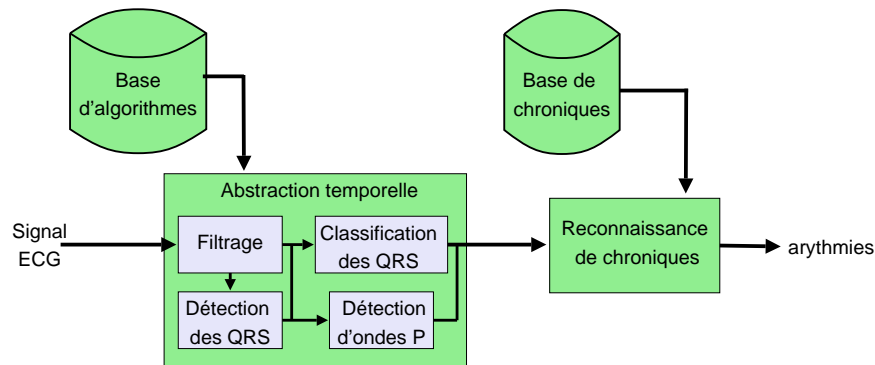 Base
d'algorithmes
Base de
chroniques
Abstraction temporelle
Signal
ECG
Filtrage
Classification
des QRS
Détection
des QRS
Détection
d'ondes P
Reconnaissance
de chroniques
arythmies